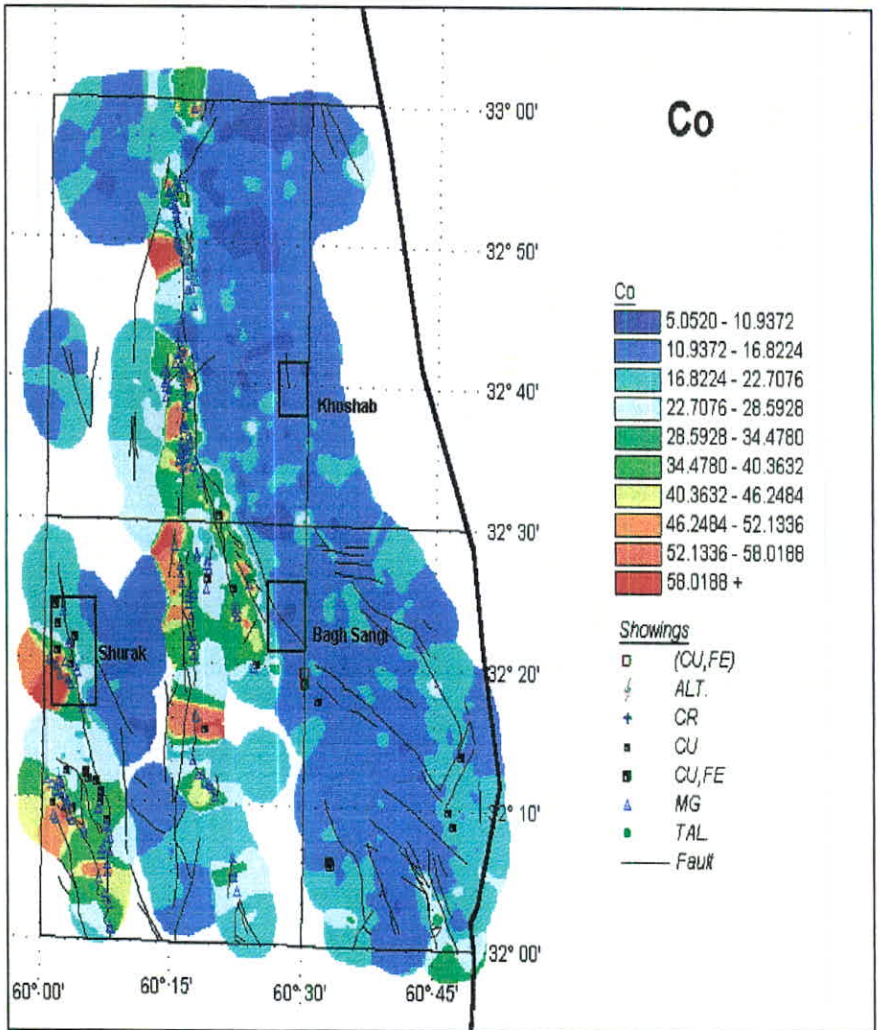 Co
33° 00'
32° 50'
32° 40'
32° 30'
32° 20'
32° 10'
32° 00'
60° 00'
60° 15'
60° 30'
60° 45'
Khushab
Bagh Sangi
Shurak
Co
5.0520 - 10.9372
10.9372 - 16.8224
16.8224 - 22.7076
22.7076 - 28.5928
28.5928 - 34.4780
34.4780 - 40.3632
40.3632 - 46.2484
46.2484 - 52.1336
52.1336 - 58.0188
58.0188 +
Showings
(CU,FE)
ALT.
CR
CU
CU,FE
MG
TAL.
Fault